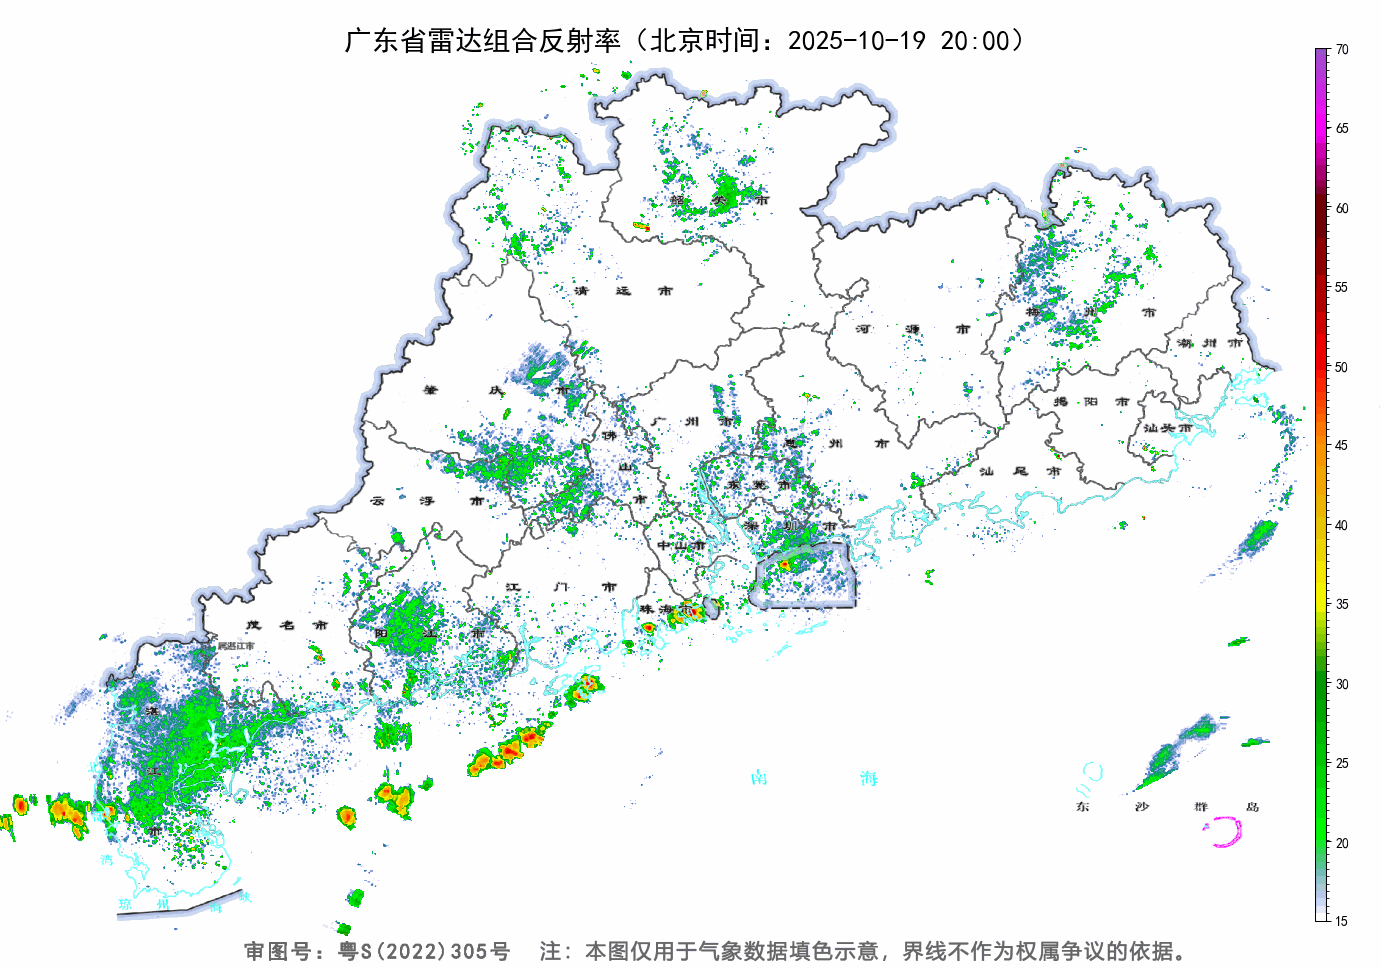 广东省雷达组合反射率（北京时间：2025-10-19 20:00）
70
65
60
55
50
45
40
35
30
25
20
15
韶关市
清远市
河源市
梅州市
潮州市
肇庆市
广州市
佛山市
惠州市
揭阳市
汕头市
汕尾市
云浮市
东莞市
深圳市
中山市
江门市
珠海市
茂名市
阳江市
属湛江市
湛江市
南海
东沙群岛
湾
琼州海峡
审图号：粤S(2022)305号 注：本图仅用于气象数据填色示意，界线不作为权属争议的依据。